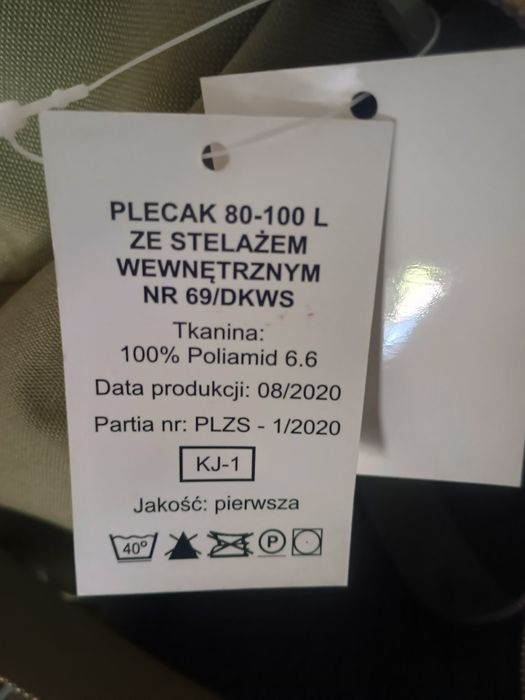 PLECAK 80-100 L
ZE STELAŻEM
WEWNĘTRZNYM
NR 69/DKWS
Tkanina:
100% Poliamid 6.6
Data produkcji: 08/2020
Partia nr: PLZS - 1/2020
KJ-1
Jakość: pierwsza
40° P